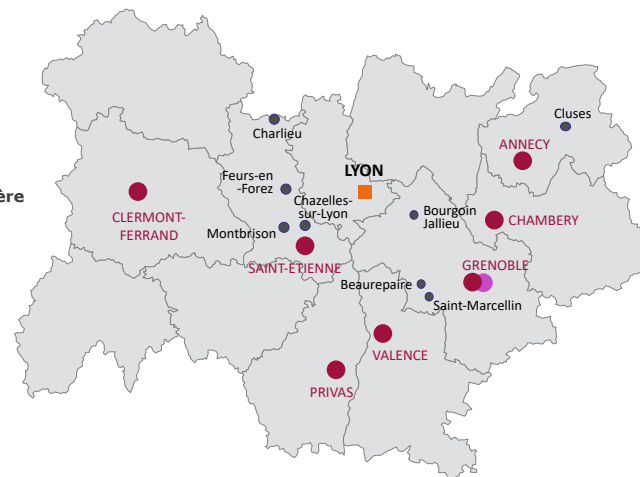 Cluses
Charlieu
ANNECY
LYON
Feurs-en
-Forez
ère
Chazelles-
sur-Lyon
CLERMONT-
FERRAND
Montbrison
Bourgoin
Jallieu
CHAMBERY
SAINT-ETIENNE
GRENOBLE
Beaurepaire
Saint-Marcellin
VALENCE
PRIVAS